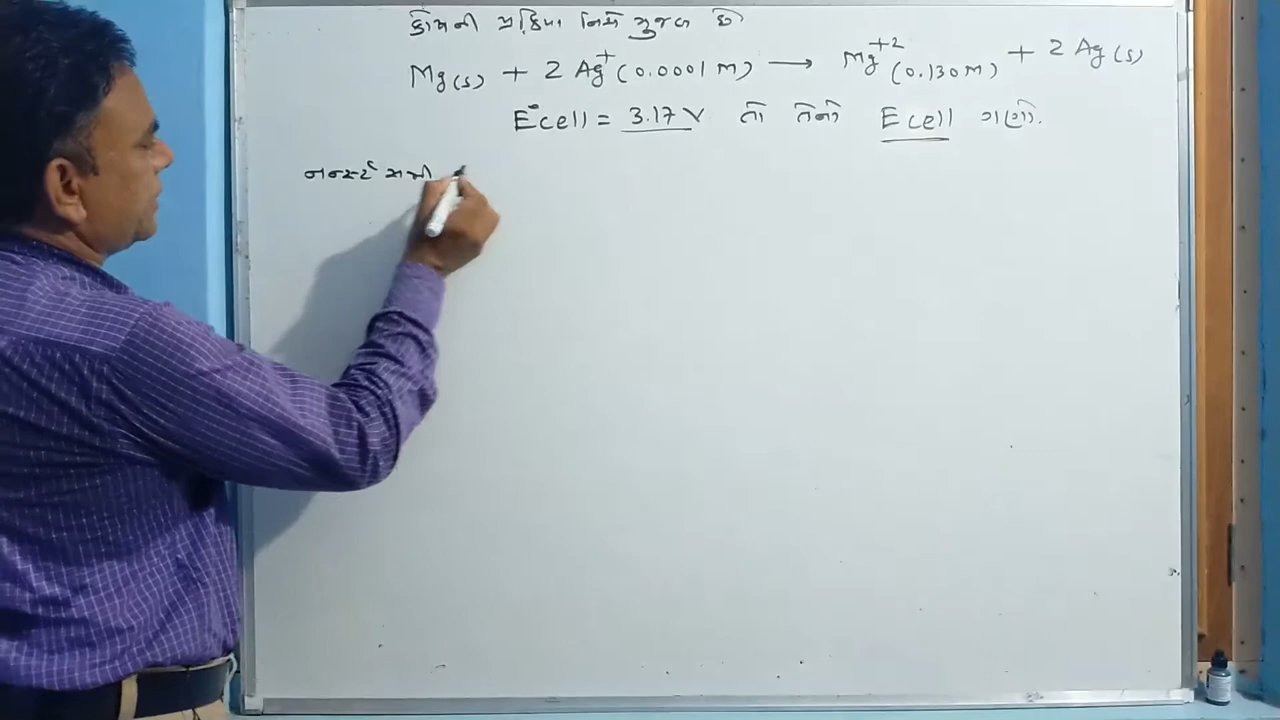 કોષની પ્રક્રિયા નિચે મુજબ છે
Mg(s) + 2 Ag⁺ (0.0001 M) ⟶ Mg⁺² (0.130 M) + 2 Ag (s)
E°cell = 3.17 V તો તેનો Ecell ગણો.
નર્ન્સ્ટ સમી